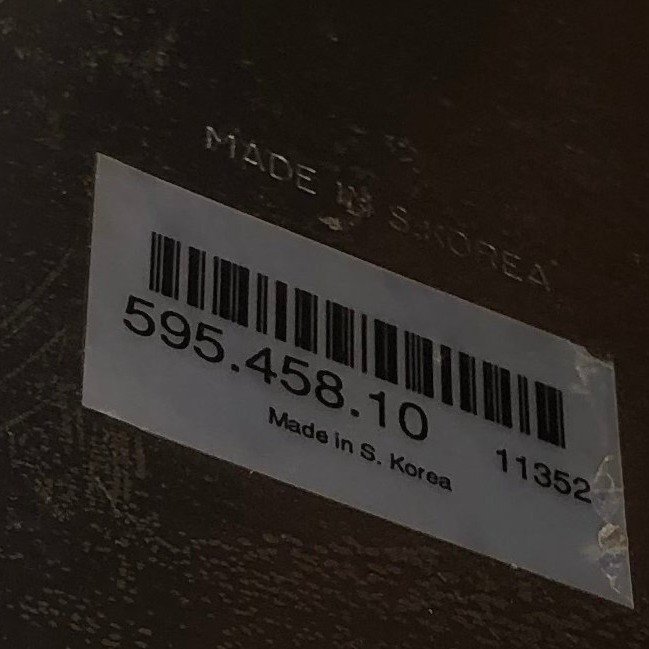 MADE IN S.KOREA
595.458.10
Made in S. Korea
11352